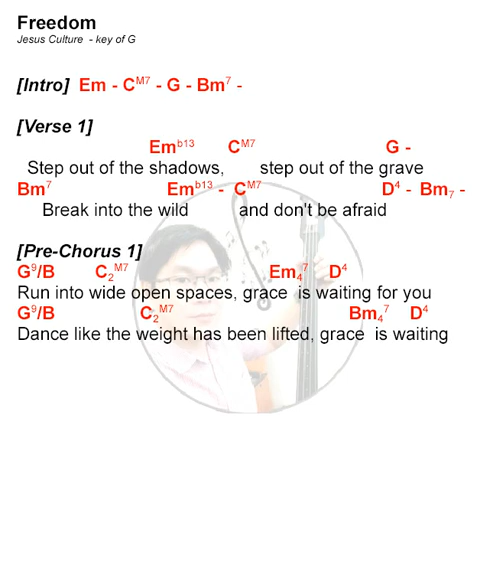 Freedom
Jesus Culture - key of G
[Intro] Em - CM7 - G - Bm7 -
[Verse 1]
Emb13 CM7 G -
Step out of the shadows, step out of the grave
Bm7 Emb13 - CM7 D4 - Bm7 -
Break into the wild and don't be afraid
[Pre-Chorus 1]
G9/B C2M7 Em47 D4
Run into wide open spaces, grace is waiting for you
G9/B C2M7 Bm47 D4
Dance like the weight has been lifted, grace is waiting